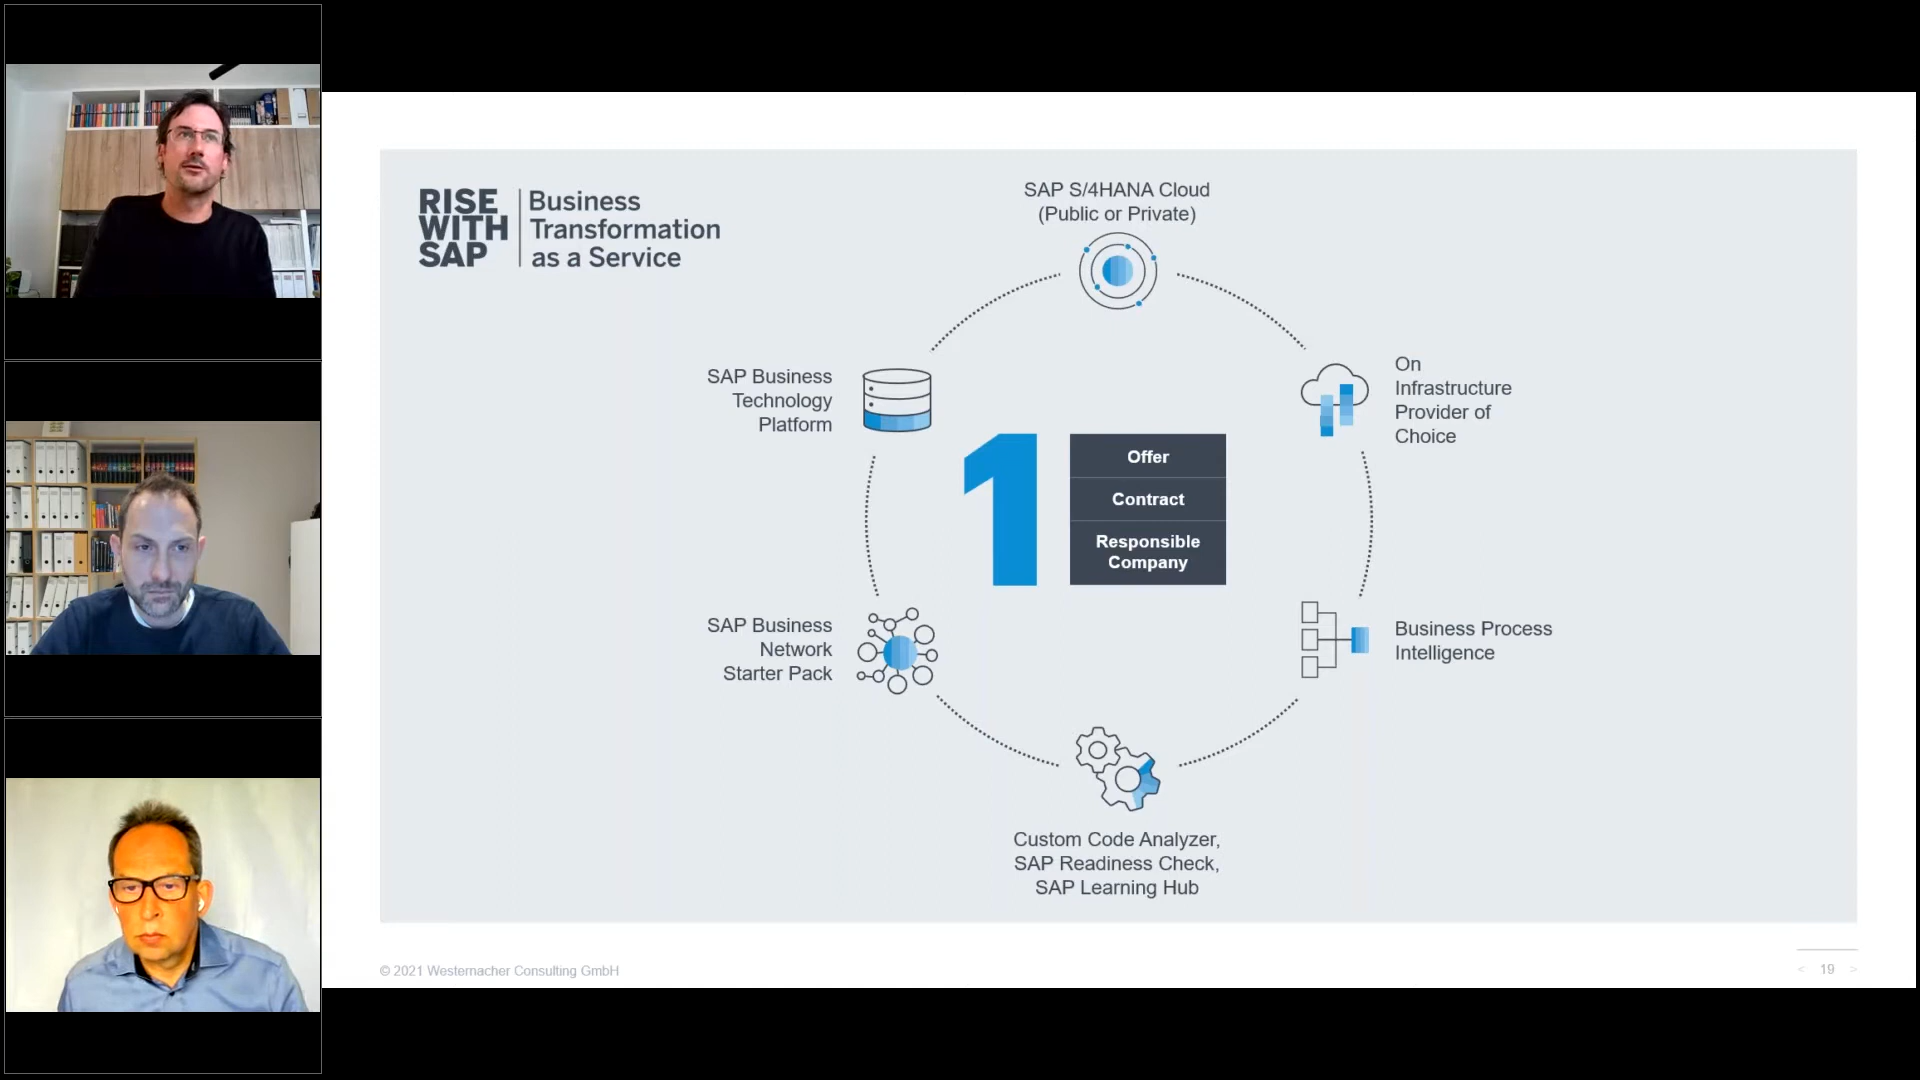 RISE
WITH
SAP
Business
Transformation
as a Service
SAP S/4HANA Cloud
(Public or Private)
On
Infrastructure
Provider of
Choice
Business Process
Intelligence
Custom Code Analyzer,
SAP Readiness Check,
SAP Learning Hub
SAP Business
Network
Starter Pack
SAP Business
Technology
Platform
1
Offer
Contract
Responsible
Company
© 2021 Westernacher Consulting GmbH
< 19 >